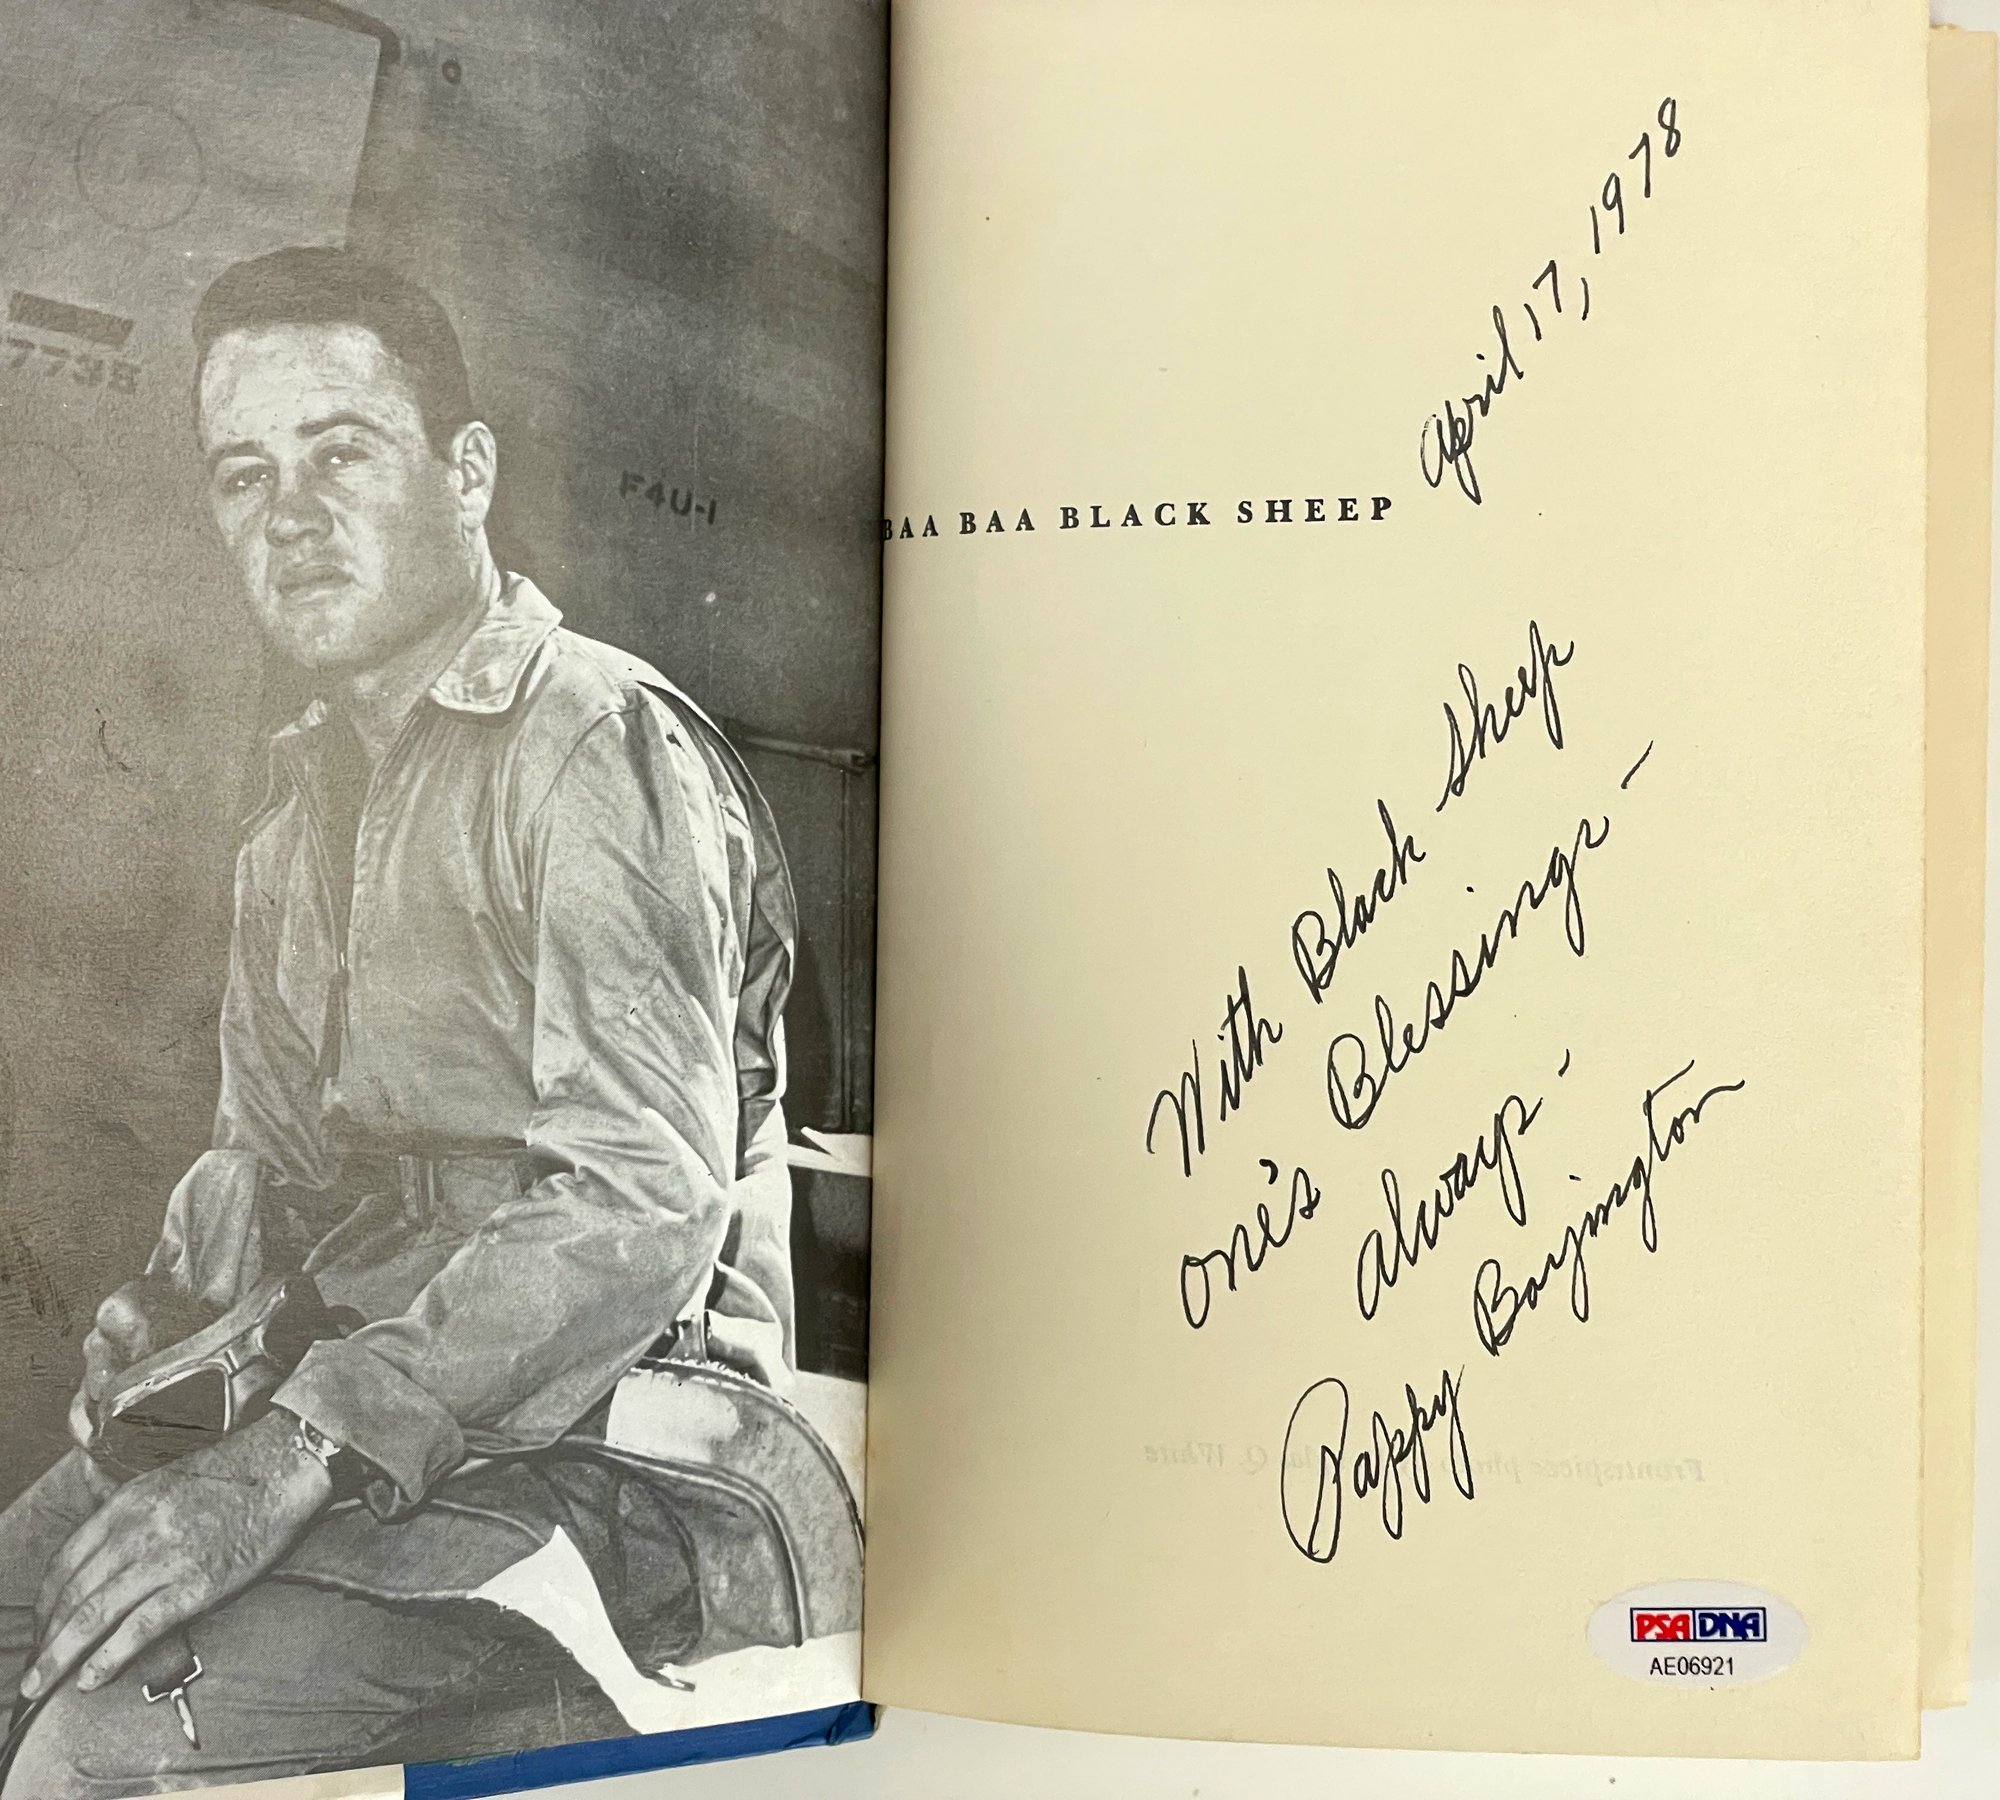 7738
F4U-1
April 17, 1978
BAA BAA BLACK SHEEP
With Black Sheep
one's Blessings -
always -
Pappy Boyington
PSA DNA
AE06921